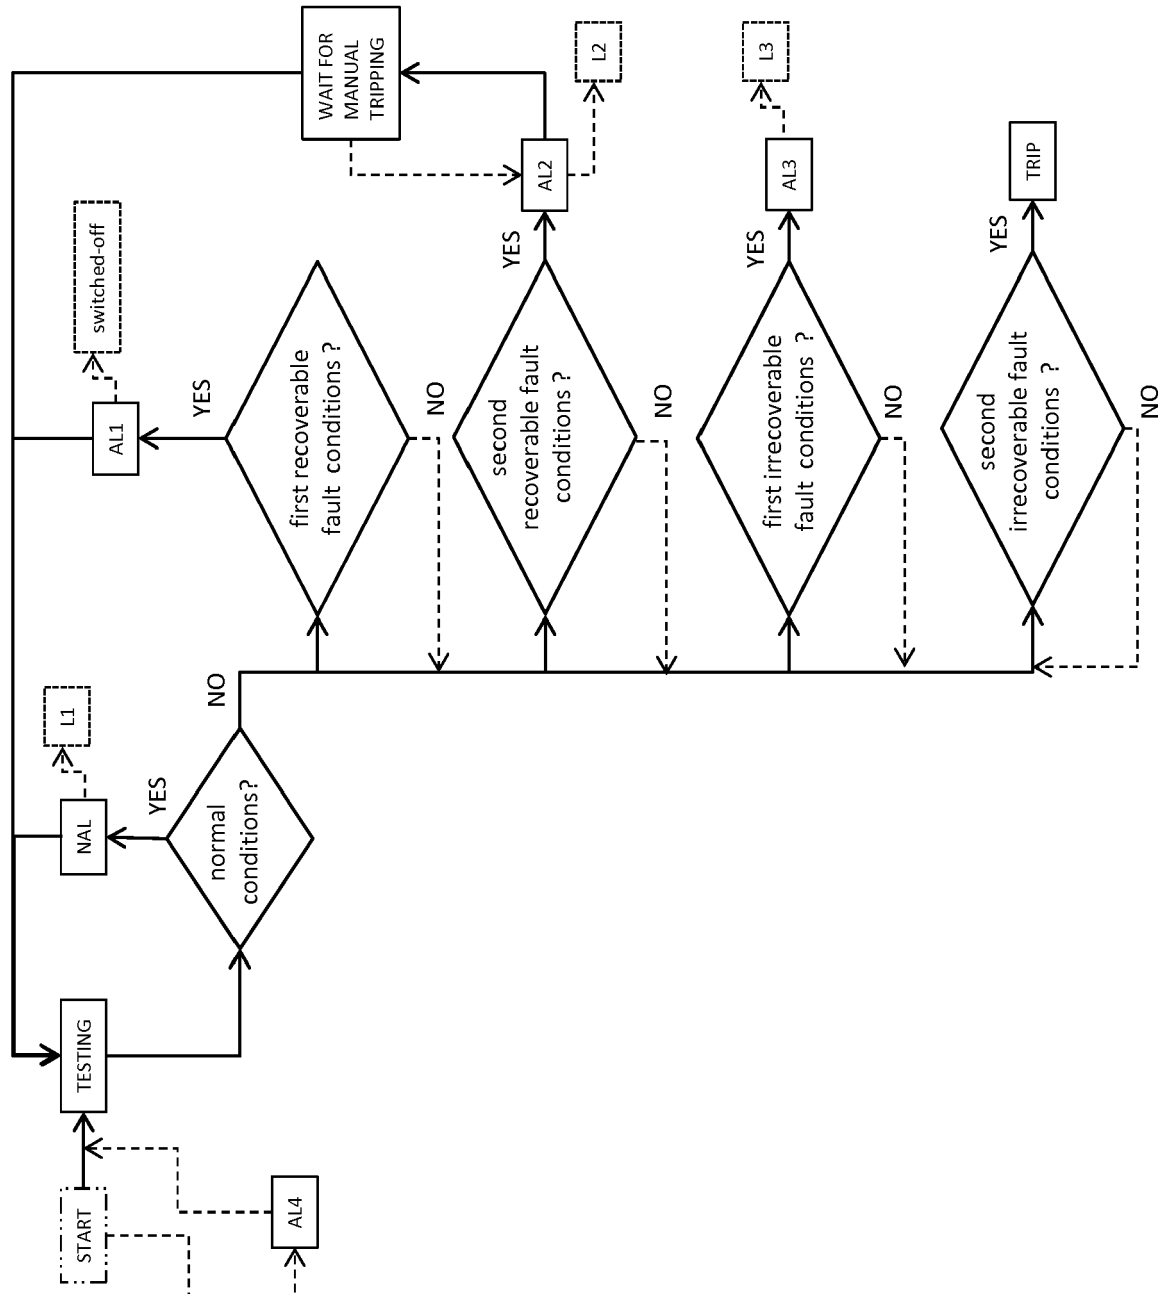 START
AL4
TESTING
NAL
L1
normal
conditions?
YES
NO
AL1
switched-off
YES
first recoverable
fault conditions ?
NO
WAIT FOR
MANUAL
TRIPPING
AL2
L2
YES
second
recoverable fault
conditions ?
NO
L3
AL3
YES
first irrecoverable
fault conditions ?
NO
TRIP
YES
second
irrecoverable fault
conditions ?
NO